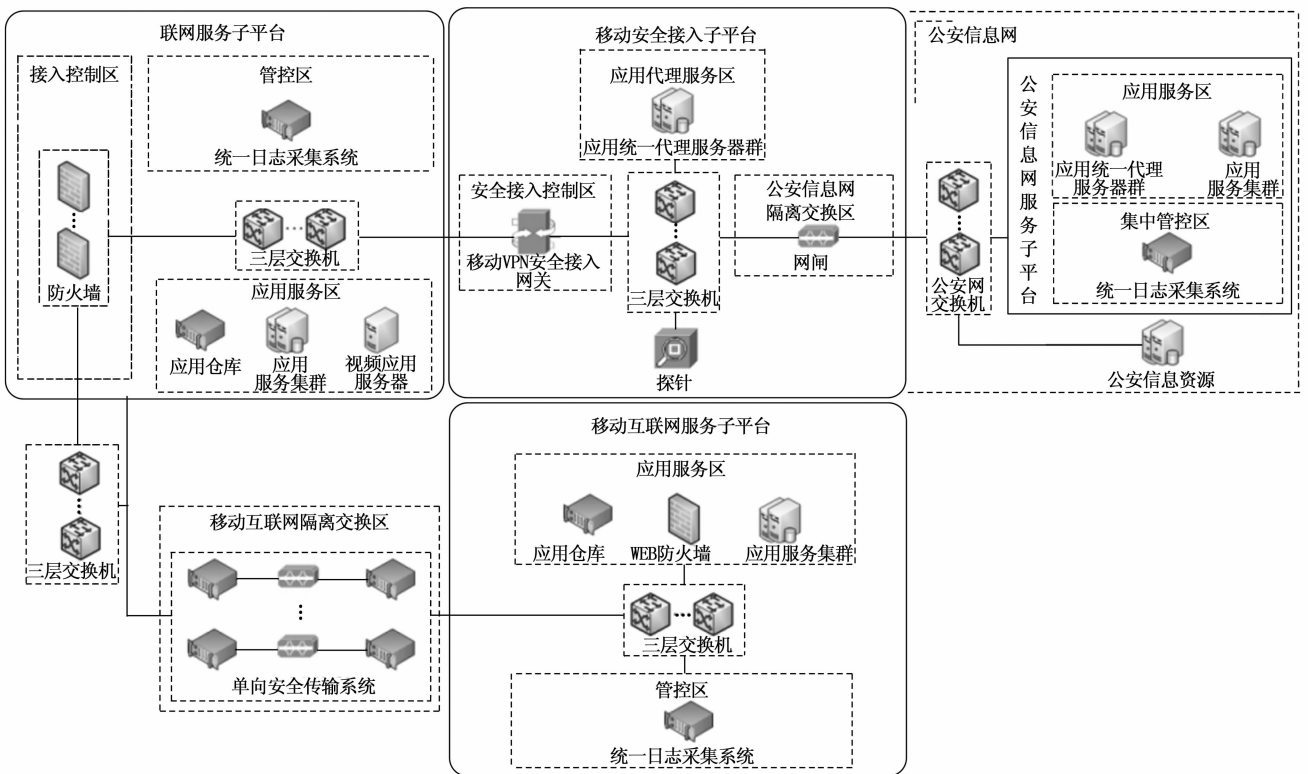 联网服务子平台
接入控制区
防火墙
管控区
统一日志采集系统
三层交换机
应用服务区
应用仓库
应用
服务集群
视频应用
服务器
移动安全接入子平台
应用代理服务区
应用统一代理服务器群
安全接入控制区
移动VPN安全接入
网关
三层交换机
探针
公安信息网
隔离交换区
网闸
公安信息网
公安网
交换机
公安信息网服务子平台
应用服务区
应用统一代理
服务器群
应用
服务集群
集中管控区
统一日志采集系统
公安信息资源
三层交换机
移动互联网隔离交换区
单向安全传输系统
移动互联网服务子平台
应用服务区
应用仓库
WEB防火墙
应用服务集群
三层交换机
管控区
统一日志采集系统